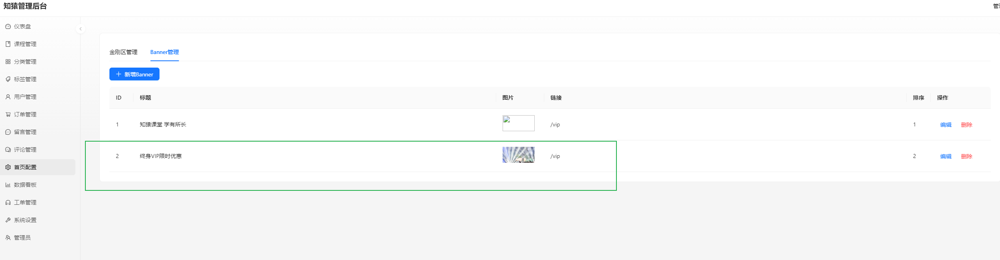 知猿管理后台
仪表盘
课程管理
分类管理
标签管理
用户管理
订单管理
留言管理
评论管理
首页配置
数据看板
工单管理
系统设置
管理员
金刚区管理 Banner管理
新增Banner
ID 标题 图片 链接 排序 操作
1 知猿课堂 学有所长 /vip 1 编辑 删除
2 终身VIP限时优惠 /vip 2 编辑 删除